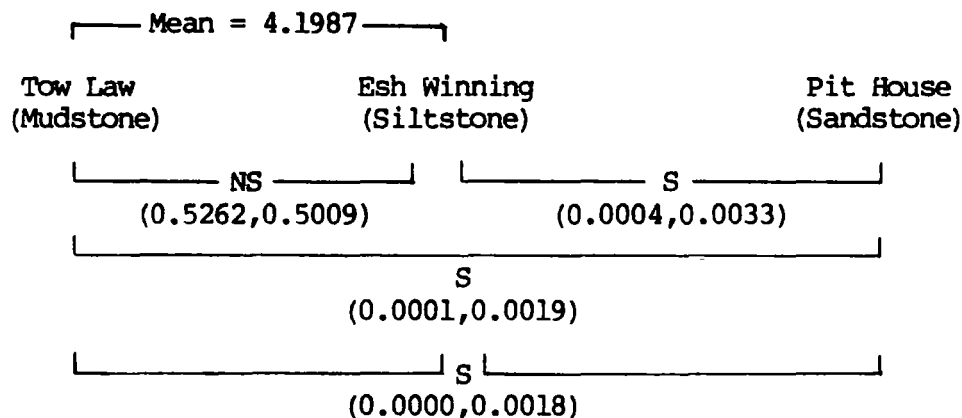 Mean = 4.1987
Tow Law Esh Winning Pit House
(Mudstone) (Siltstone) (Sandstone)
NS S
(0.5262,0.5009) (0.0004,0.0033)
S
(0.0001,0.0019)
S
(0.0000,0.0018)